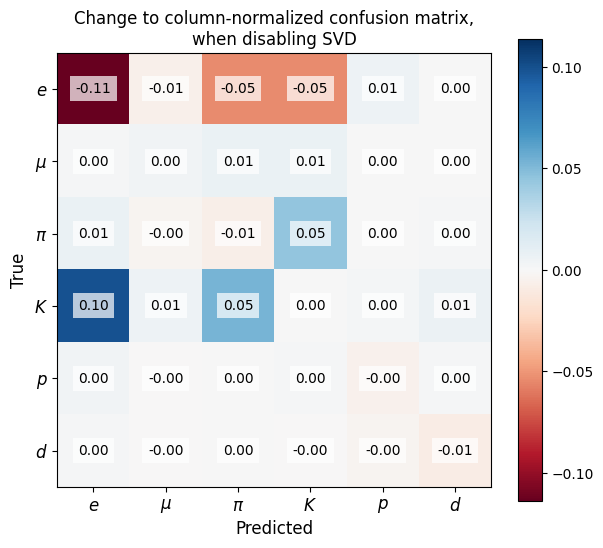 Change to column-normalized confusion matrix,
when disabling SVD
e -0.11 -0.01 -0.05 -0.05 0.01 0.00
μ 0.00 0.00 0.01 0.01 0.00 0.00
π 0.01 -0.00 -0.01 0.05 0.00 0.00
K 0.10 0.01 0.05 0.00 0.00 0.01
p 0.00 -0.00 0.00 0.00 -0.00 0.00
d 0.00 -0.00 0.00 -0.00 -0.00 -0.01
e μ π K p d
True
Predicted
0.10
0.05
0.00
−0.05
−0.10